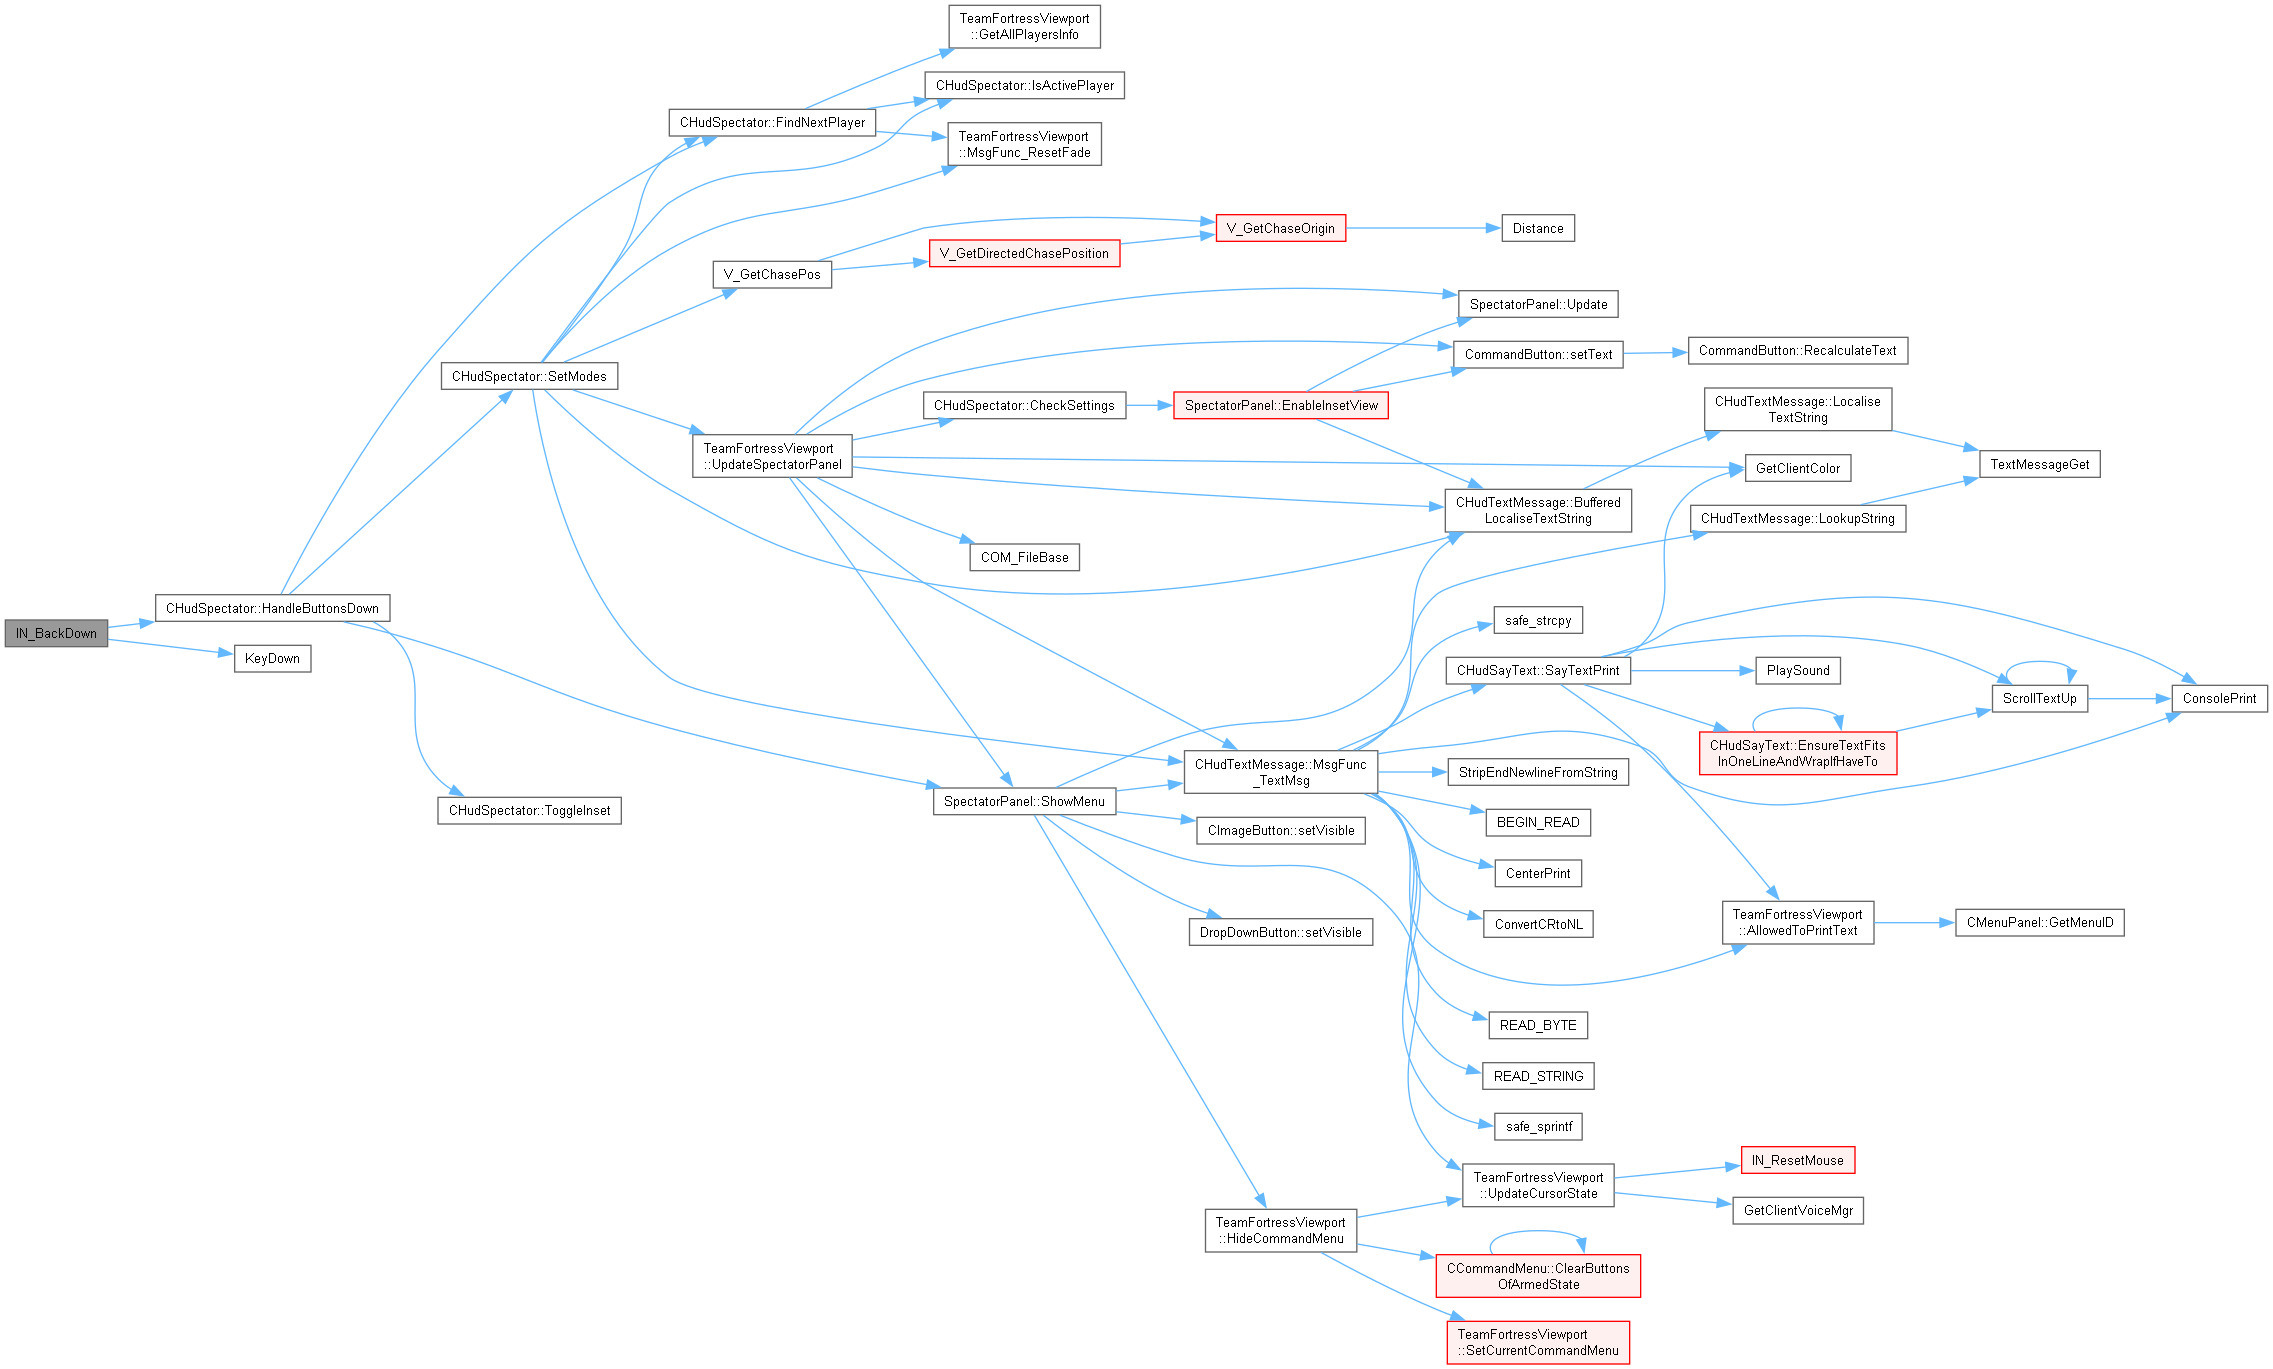 TeamFortressViewport
::GetAllPlayersInfo
CHudSpectator::IsActivePlayer
CHudSpectator::FindNextPlayer
TeamFortressViewport
::MsgFunc_ResetFade
V_GetChaseOrigin
Distance
V_GetDirectedChasePosition
V_GetChasePos
SpectatorPanel::Update
CommandButton::setText
CommandButton::RecalculateText
CHudSpectator::SetModes
CHudSpectator::CheckSettings
SpectatorPanel::EnableInsetView
CHudTextMessage::Localise
TextString
TeamFortressViewport
::UpdateSpectatorPanel
GetClientColor
TextMessageGet
CHudTextMessage::Buffered
LocaliseTextString
CHudTextMessage::LookupString
COM_FileBase
CHudSpectator::HandleButtonsDown
IN_BackDown
KeyDown
safe_strcpy
CHudSayText::SayTextPrint
PlaySound
ScrollTextUp
ConsolePrint
CHudSayText::EnsureTextFits
InOneLineAndWrapIfHaveTo
CHudTextMessage::MsgFunc
_TextMsg
StripEndNewlineFromString
SpectatorPanel::ShowMenu
CHudSpectator::ToggleInset
CImageButton::setVisible
BEGIN_READ
CenterPrint
ConvertCRtoNL
DropDownButton::setVisible
TeamFortressViewport
::AllowedToPrintText
CMenuPanel::GetMenuID
READ_BYTE
READ_STRING
safe_sprintf
IN_ResetMouse
TeamFortressViewport
::UpdateCursorState
GetClientVoiceMgr
TeamFortressViewport
::HideCommandMenu
CCommandMenu::ClearButtons
OfArmedState
TeamFortressViewport
::SetCurrentCommandMenu